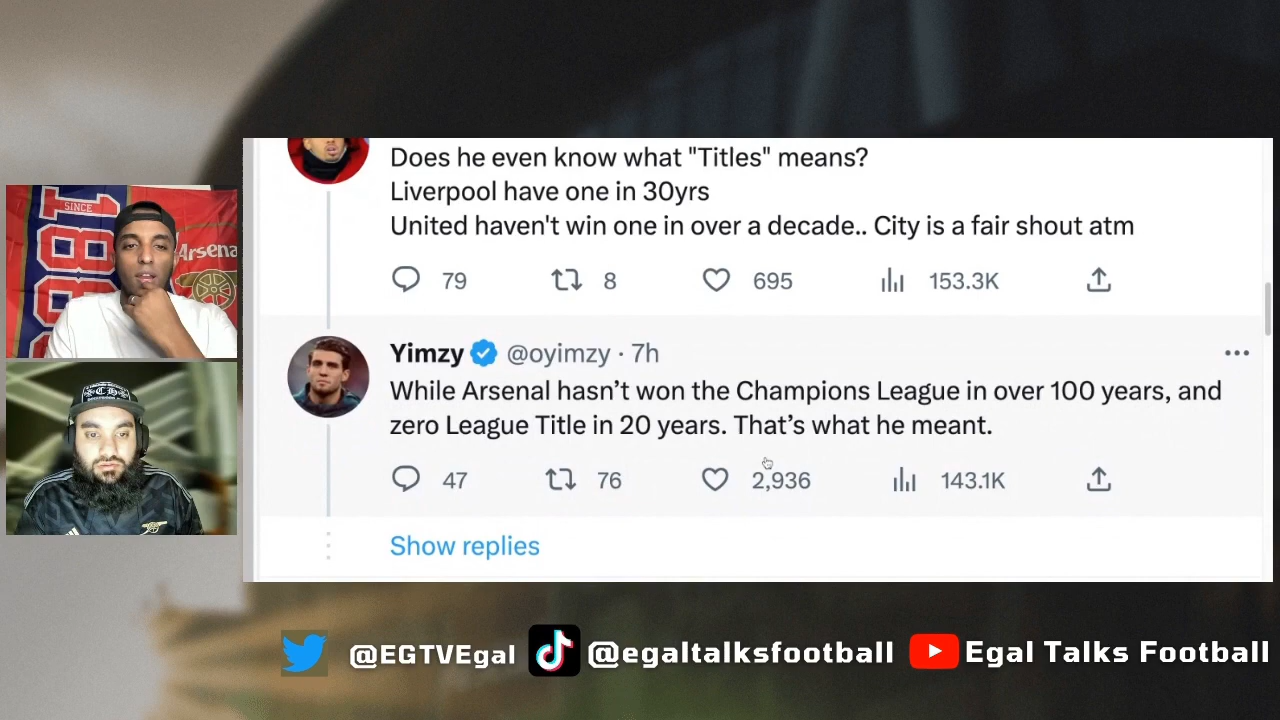 Does he even know what "Titles" means?
Liverpool have one in 30yrs
United haven't win one in over a decade.. City is a fair shout atm
79 8 695 153.3K
Yimzy @oyimzy · 7h
While Arsenal hasn’t won the Champions League in over 100 years, and
zero League Title in 20 years. That’s what he meant.
47 76 2,936 143.1K
Show replies
SINCE
Arsenal
@EGTVEgal @egaltalksfootball Egal Talks Football